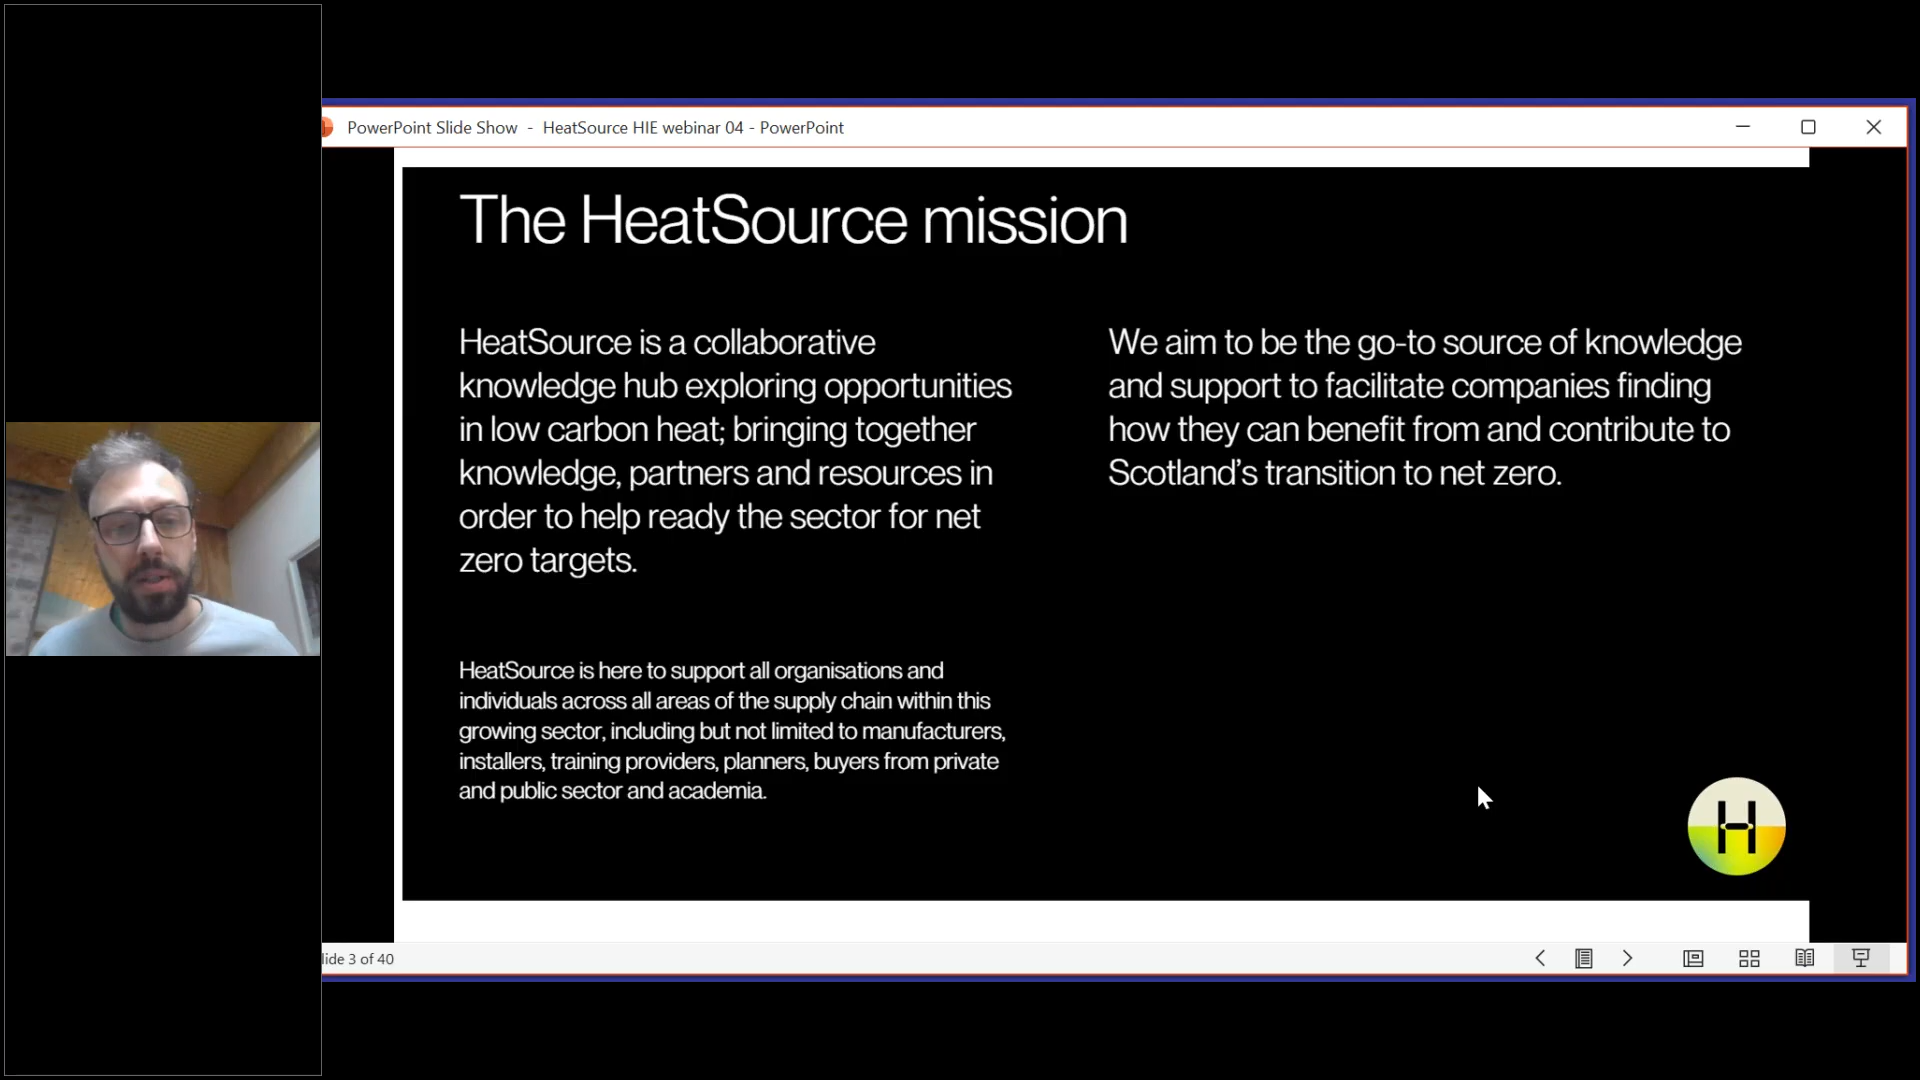 PowerPoint Slide Show - HeatSource HIE webinar 04 - PowerPoint
The HeatSource mission
HeatSource is a collaborative
knowledge hub exploring opportunities
in low carbon heat; bringing together
knowledge, partners and resources in
order to help ready the sector for net
zero targets.
We aim to be the go-to source of knowledge
and support to facilitate companies finding
how they can benefit from and contribute to
Scotland’s transition to net zero.
HeatSource is here to support all organisations and
individuals across all areas of the supply chain within this
growing sector, including but not limited to manufacturers,
installers, training providers, planners, buyers from private
and public sector and academia.
H
lide 3 of 40